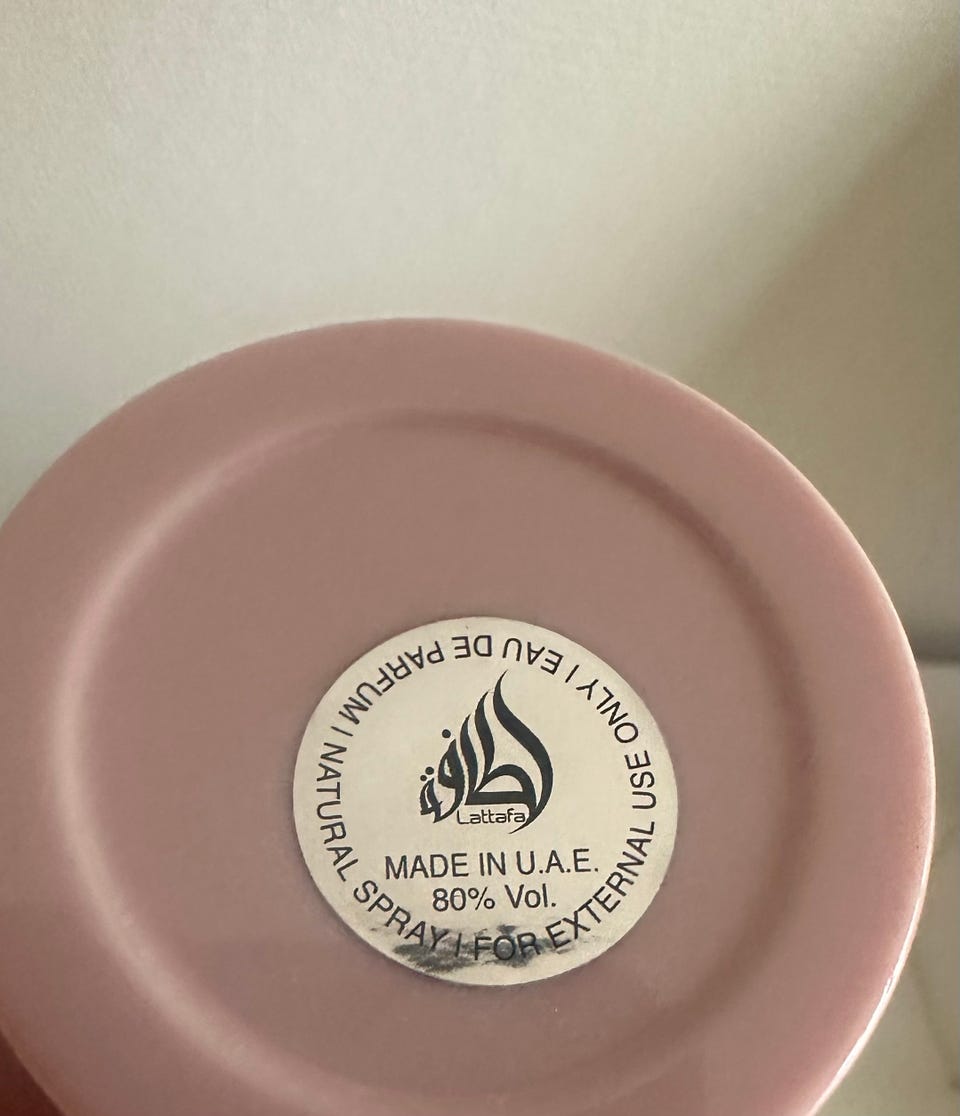 لطافة
Lattafa
MADE IN U.A.E.
80% Vol.
EAU DE PARFUM | NATURAL SPRAY | FOR EXTERNAL USE ONLY |